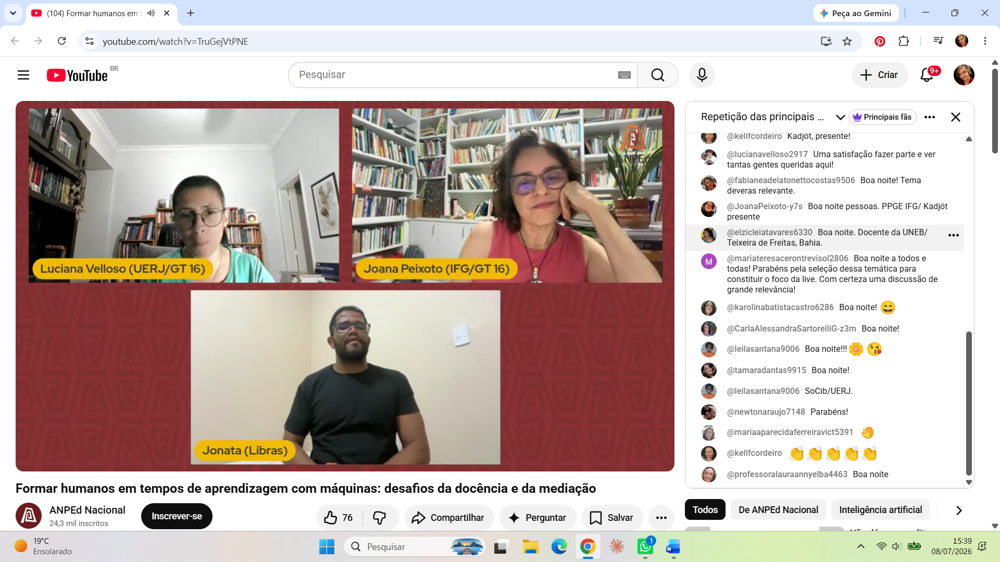 (104) Formar humanos em t
Peça ao Gemini
youtube.com/watch?v=TruGejVtPNE
YouTube BR
Pesquisar
Criar
9+
ANPEd
Luciana Velloso (UERJ/GT 16)
Joana Peixoto (IFG/GT 16)
Jonata (Libras)
Repetição das principais ...
Principais fãs
@kellfcordeiro Kadjót, presente!
@lucianavelloso2917 Uma satisfação fazer parte e ver
tantas gentes queridas aqui!
@fabianeadelatonettocostas9506 Boa noite! Tema
deveras relevante.
@JoanaPeixoto-y7s Boa noite pessoas. PPGE IFG/ Kadjót
presente
@elzicleiatavares6330 Boa noite. Docente da UNEB/
Teixeira de Freitas, Bahia.
M
@mariateresacerontrevisol2806 Boa noite a todos e
todas! Parabéns pela seleção dessa temática para
constituir o foco da live. Com certeza uma discussão de
grande relevância!
@karolinabatistacastro6286 Boa noite! 😄
@CarlaAlessandraSartorelliG-z3m Boa noite!
@leilasantana9006 Boa noite!!!🌼 😘
@tamaradantas9915 Boa noite!
@leilasantana9006 SoCib/UERJ.
@newtonaraujo7148 Parabéns!
@mariaaparecidaferreiravict5391 👋
@kellfcordeiro 👏👏👏👏👏
@professoralauraannyelba4463 Boa noite
Formar humanos em tempos de aprendizagem com máquinas: desafios da docência e da mediação
ANPEd Nacional
24,3 mil inscritos
Inscrever-se
76
Compartilhar
Perguntar
Salvar
Todos
De ANPEd Nacional
Inteligência artificial
19°C
Ensolarado
Pesquisar
1
15:39
08/07/2026